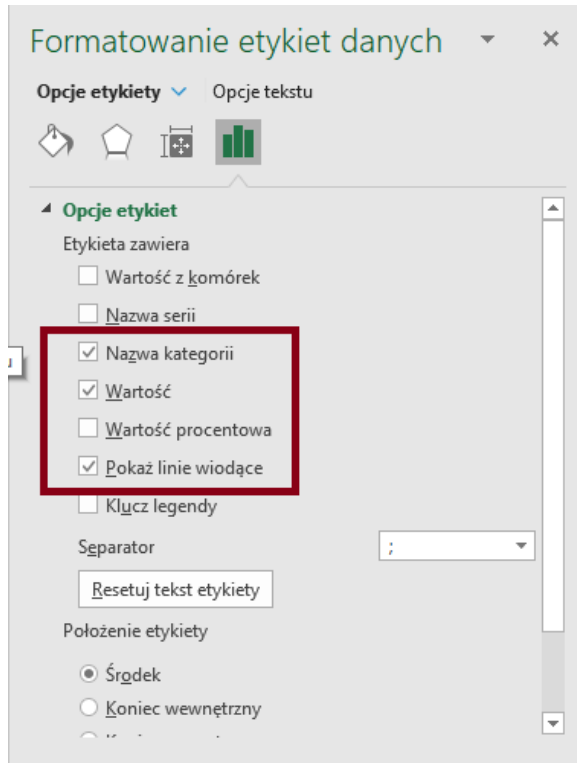 Formatowanie etykiet danych
Opcje etykiety Opcje tekstu
Opcje etykiet
Etykieta zawiera
Wartość z komórek
Nazwa serii
Nazwa kategorii
Wartość
Wartość procentowa
Pokaż linie wiodące
Klucz legendy
Separator ;
Resetuj tekst etykiety
Położenie etykiety
Środek
Koniec wewnętrzny